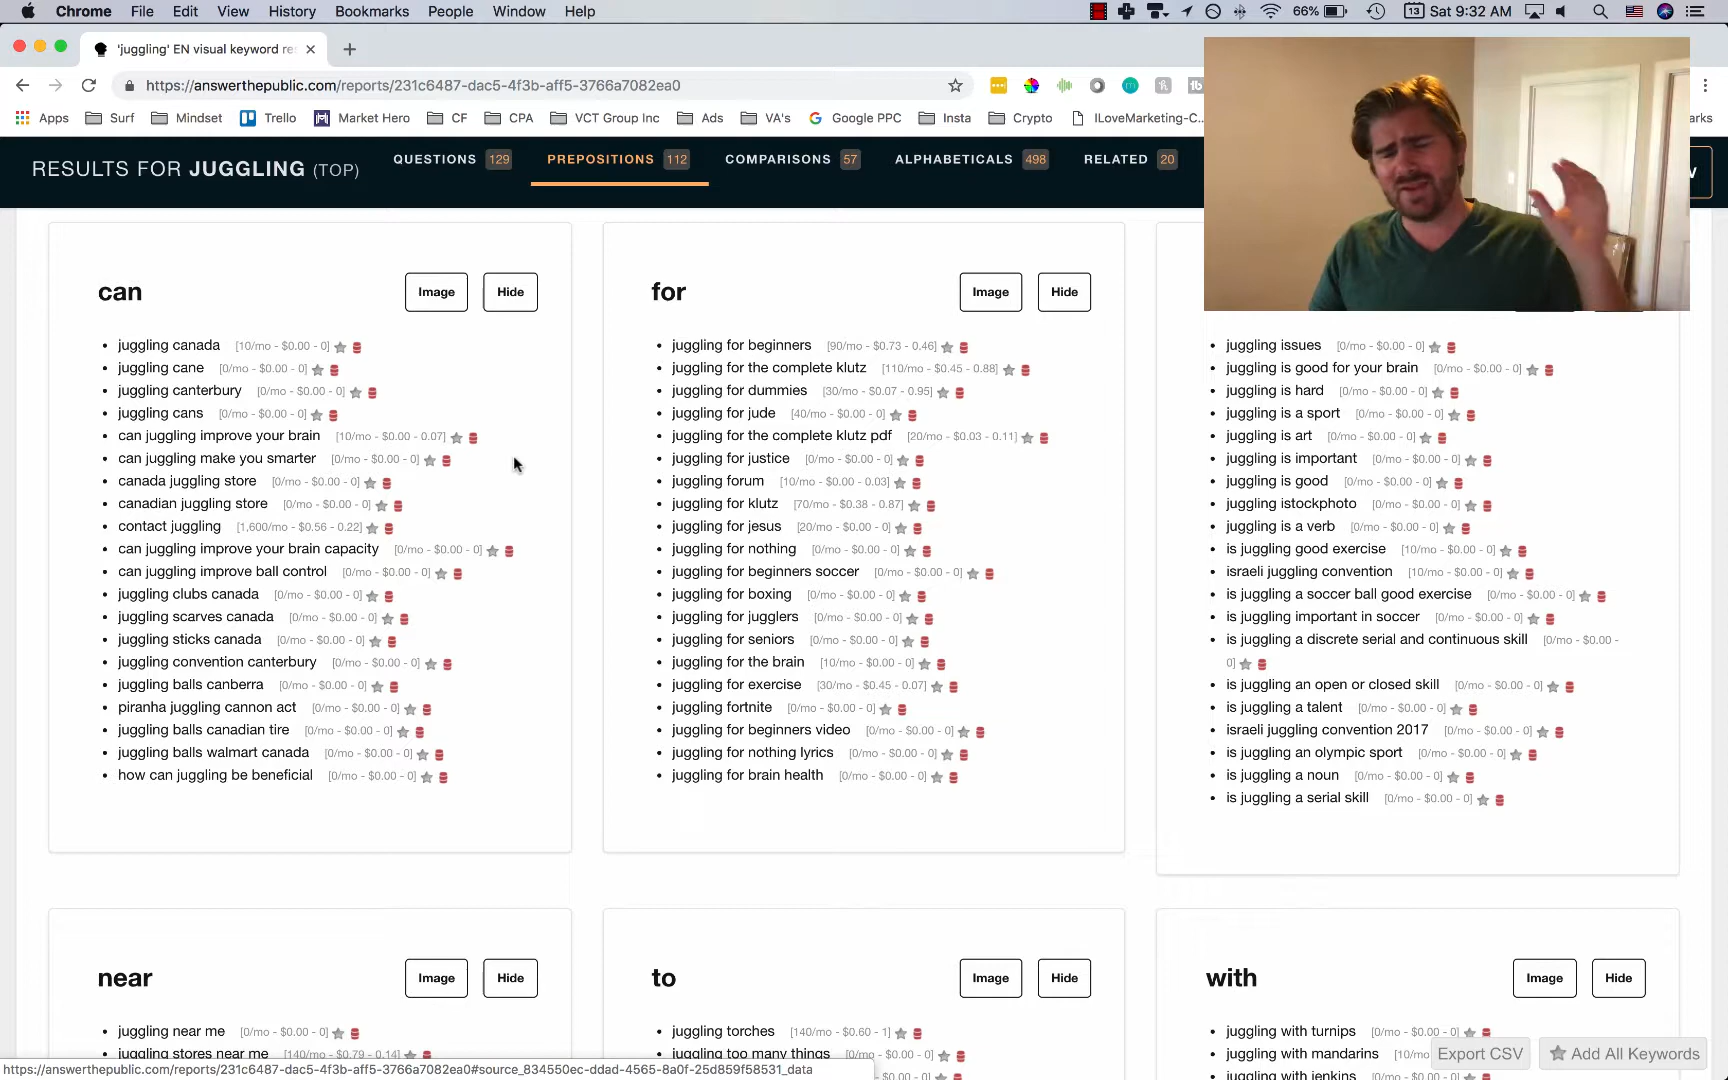 Chrome File Edit View History Bookmarks People Window Help 66% 13 Sat 9:32 AM
'juggling' EN visual keyword re
https://answerthepublic.com/reports/231c6487-dac5-4f3b-aff5-3766a7082ea0
Apps Surf Mindset Trello Market Hero CF CPA VCT Group Inc Ads VA's Google PPC Insta Crypto ILoveMarketing-C... arks
RESULTS FOR JUGGLING (TOP) QUESTIONS 129 PREPOSITIONS 112 COMPARISONS 57 ALPHABETICALS 498 RELATED 20
can Image Hide
juggling canada [10/mo - $0.00 - 0]
juggling cane [0/mo - $0.00 - 0]
juggling canterbury [0/mo - $0.00 - 0]
juggling cans [0/mo - $0.00 - 0]
can juggling improve your brain [10/mo - $0.00 - 0.07]
can juggling make you smarter [0/mo - $0.00 - 0]
canada juggling store [0/mo - $0.00 - 0]
canadian juggling store [0/mo - $0.00 - 0]
contact juggling [1,600/mo - $0.56 - 0.22]
can juggling improve your brain capacity [0/mo - $0.00 - 0]
can juggling improve ball control [0/mo - $0.00 - 0]
juggling clubs canada [0/mo - $0.00 - 0]
juggling scarves canada [0/mo - $0.00 - 0]
juggling sticks canada [0/mo - $0.00 - 0]
juggling convention canterbury [0/mo - $0.00 - 0]
juggling balls canberra [0/mo - $0.00 - 0]
piranha juggling cannon act [0/mo - $0.00 - 0]
juggling balls canadian tire [0/mo - $0.00 - 0]
juggling balls walmart canada [0/mo - $0.00 - 0]
how can juggling be beneficial [0/mo - $0.00 - 0]
for Image Hide
juggling for beginners [90/mo - $0.73 - 0.46]
juggling for the complete klutz [110/mo - $0.45 - 0.88]
juggling for dummies [30/mo - $0.07 - 0.95]
juggling for jude [40/mo - $0.00 - 0]
juggling for the complete klutz pdf [20/mo - $0.03 - 0.11]
juggling for justice [0/mo - $0.00 - 0]
juggling forum [10/mo - $0.00 - 0.03]
juggling for klutz [70/mo - $0.38 - 0.87]
juggling for jesus [20/mo - $0.00 - 0]
juggling for nothing [0/mo - $0.00 - 0]
juggling for beginners soccer [0/mo - $0.00 - 0]
juggling for boxing [0/mo - $0.00 - 0]
juggling for jugglers [0/mo - $0.00 - 0]
juggling for seniors [0/mo - $0.00 - 0]
juggling for the brain [10/mo - $0.00 - 0]
juggling for exercise [30/mo - $0.45 - 0.07]
juggling fortnite [0/mo - $0.00 - 0]
juggling for beginners video [0/mo - $0.00 - 0]
juggling for nothing lyrics [0/mo - $0.00 - 0]
juggling for brain health [0/mo - $0.00 - 0]
juggling issues [0/mo - $0.00 - 0]
juggling is good for your brain [0/mo - $0.00 - 0]
juggling is hard [0/mo - $0.00 - 0]
juggling is a sport [0/mo - $0.00 - 0]
juggling is art [0/mo - $0.00 - 0]
juggling is important [0/mo - $0.00 - 0]
juggling is good [0/mo - $0.00 - 0]
juggling istockphoto [0/mo - $0.00 - 0]
juggling is a verb [0/mo - $0.00 - 0]
is juggling good exercise [10/mo - $0.00 - 0]
israeli juggling convention [10/mo - $0.00 - 0]
is juggling a soccer ball good exercise [0/mo - $0.00 - 0]
is juggling important in soccer [0/mo - $0.00 - 0]
is juggling a discrete serial and continuous skill [0/mo - $0.00 -
0]
is juggling an open or closed skill [0/mo - $0.00 - 0]
is juggling a talent [0/mo - $0.00 - 0]
israeli juggling convention 2017 [0/mo - $0.00 - 0]
is juggling an olympic sport [0/mo - $0.00 - 0]
is juggling a noun [0/mo - $0.00 - 0]
is juggling a serial skill [0/mo - $0.00 - 0]
near Image Hide
juggling near me [0/mo - $0.00 - 0]
juggling stores near me [140/mo - $0.79 - 0.14]
to Image Hide
juggling torches [140/mo - $0.60 - 1]
juggling too many things [0/mo - $0.00 - 0]
with Image Hide
juggling with turnips [0/mo - $0.00 - 0]
juggling with mandarins [10/mo
juggling with jenkins
Export CSV Add All Keywords
https://answerthepublic.com/reports/231c6487-dac5-4f3b-aff5-3766a7082ea0#source_834550ec-ddad-4565-8a0f-25d859f58531_data